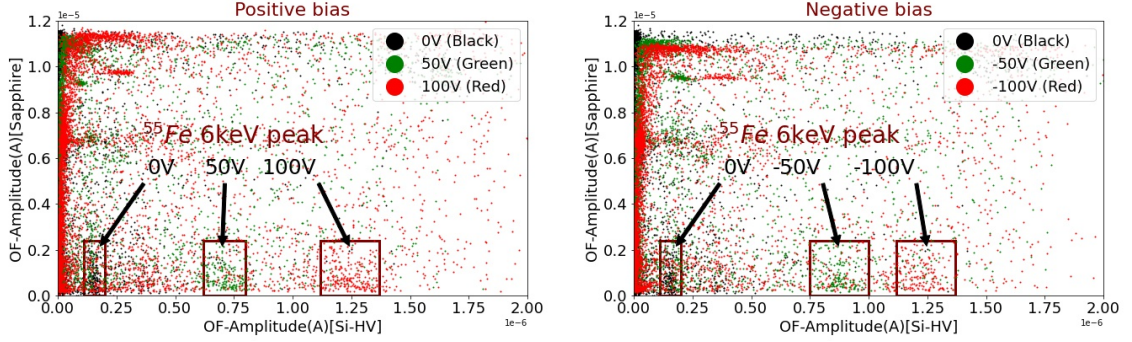 Positive bias
1e−5
OF-Amplitude(A)[Sapphire]
1.2
1.0
0.8
0.6
0.4
0.2
0.0
0V (Black)
50V (Green)
100V (Red)
55Fe 6keV peak
0V 50V 100V
0.00 0.25 0.50 0.75 1.00 1.25 1.50 1.75 2.00
OF-Amplitude(A)[Si-HV]
1e−6
Negative bias
1e−5
OF-Amplitude(A)[Sapphire]
1.2
1.0
0.8
0.6
0.4
0.2
0.0
0V (Black)
-50V (Green)
-100V (Red)
55Fe 6keV peak
0V -50V -100V
0.00 0.25 0.50 0.75 1.00 1.25 1.50 1.75 2.00
OF-Amplitude(A)[Si-HV]
1e−6